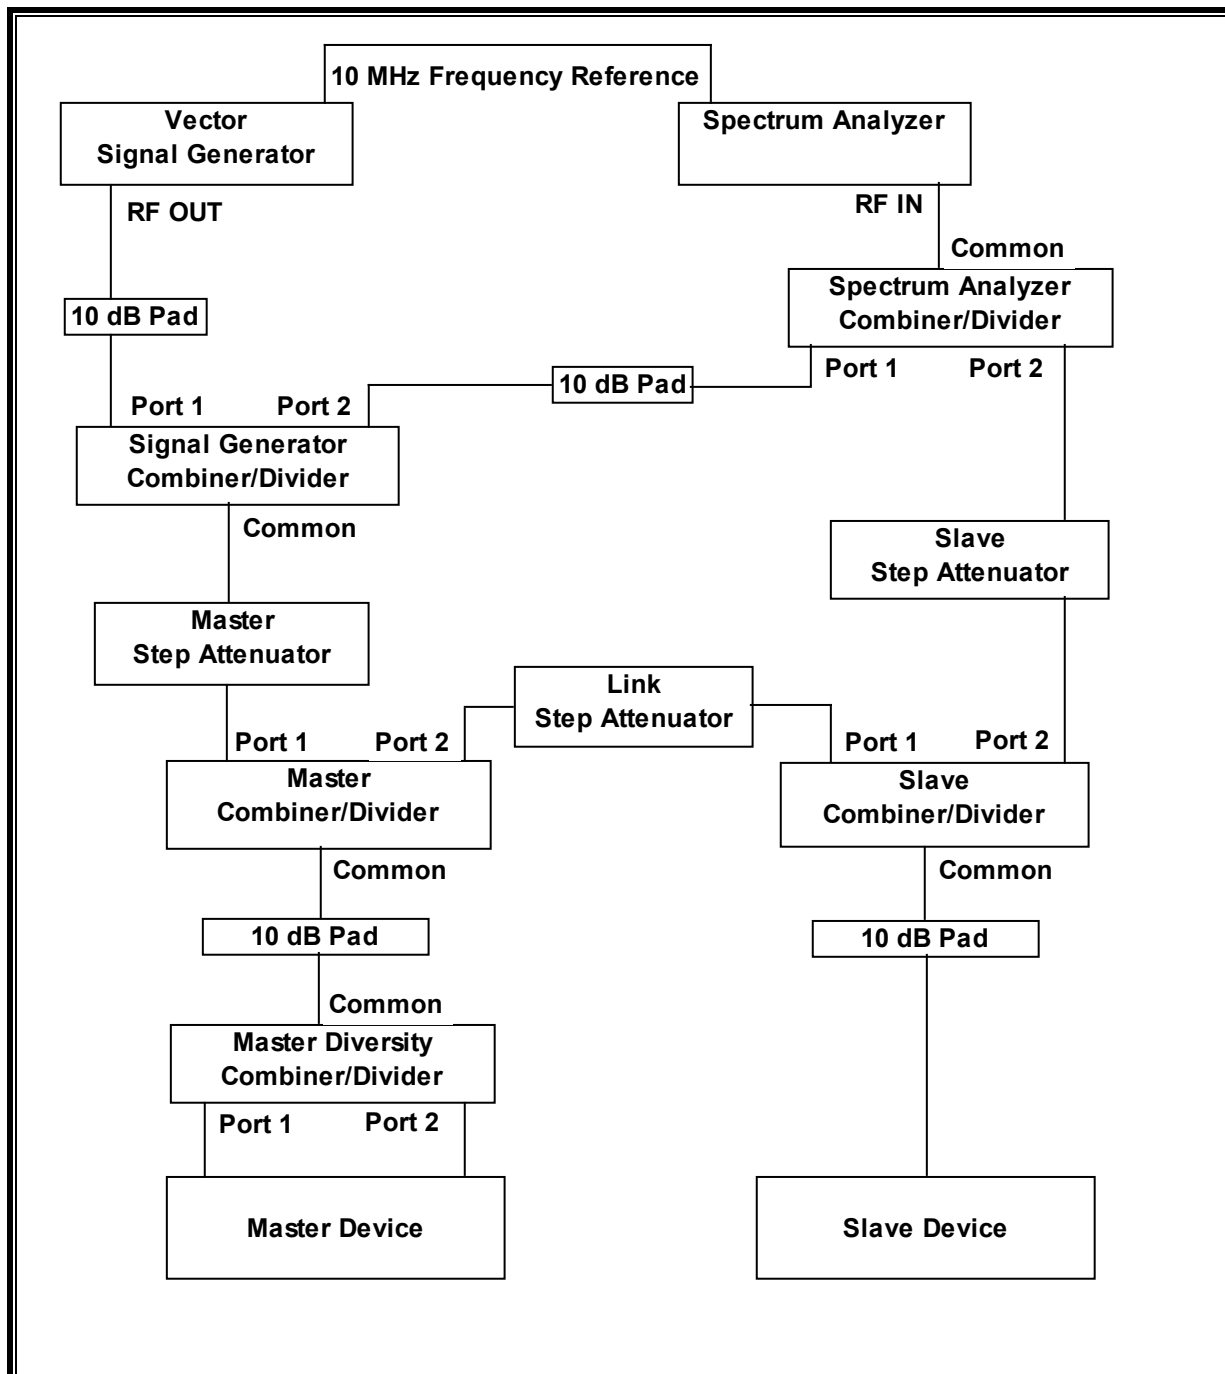 10 MHz Frequency Reference
Vector
Signal Generator
Spectrum Analyzer
RF OUT
RF IN
Common
Spectrum Analyzer
Combiner/Divider
10 dB Pad
Port 1
Port 2
10 dB Pad
Port 1
Port 2
Signal Generator
Combiner/Divider
Common
Slave
Step Attenuator
Master
Step Attenuator
Link
Step Attenuator
Port 1
Port 2
Port 1
Port 2
Master
Combiner/Divider
Slave
Combiner/Divider
Common
Common
10 dB Pad
10 dB Pad
Common
Master Diversity
Combiner/Divider
Port 1
Port 2
Master Device
Slave Device